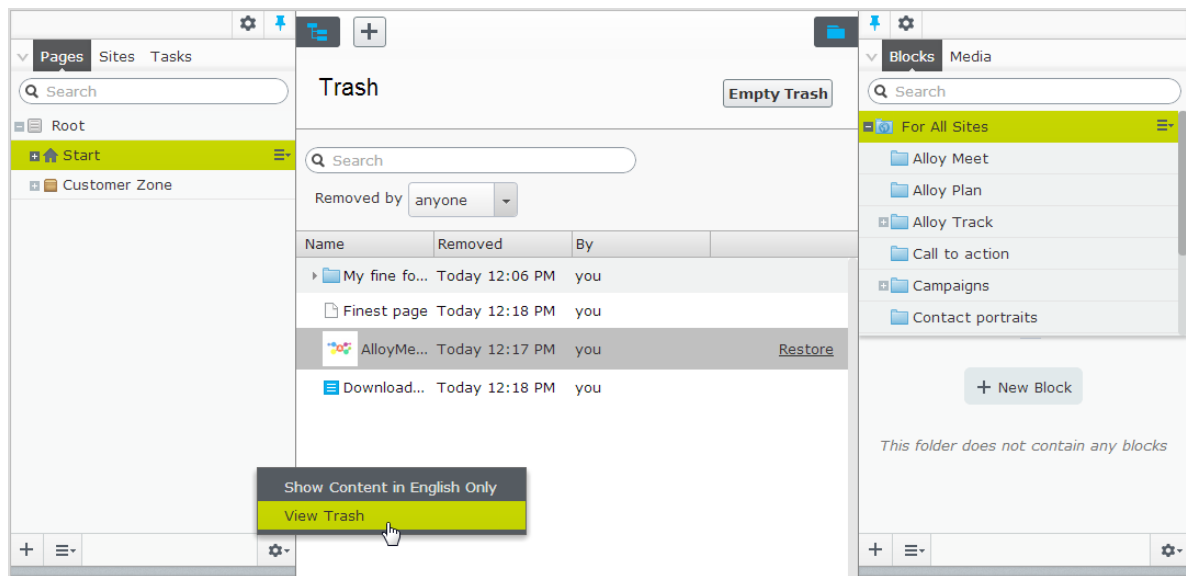 Pages Sites Tasks
Search
Root
Start
Customer Zone
Trash
Empty Trash
Search
Removed by anyone
Name Removed By
My fine fo... Today 12:06 PM you
Finest page Today 12:18 PM you
AlloyMe... Today 12:17 PM you Restore
Download... Today 12:18 PM you
Show Content in English Only
View Trash
Blocks Media
Search
For All Sites
Alloy Meet
Alloy Plan
Alloy Track
Call to action
Campaigns
Contact portraits
+ New Block
This folder does not contain any blocks